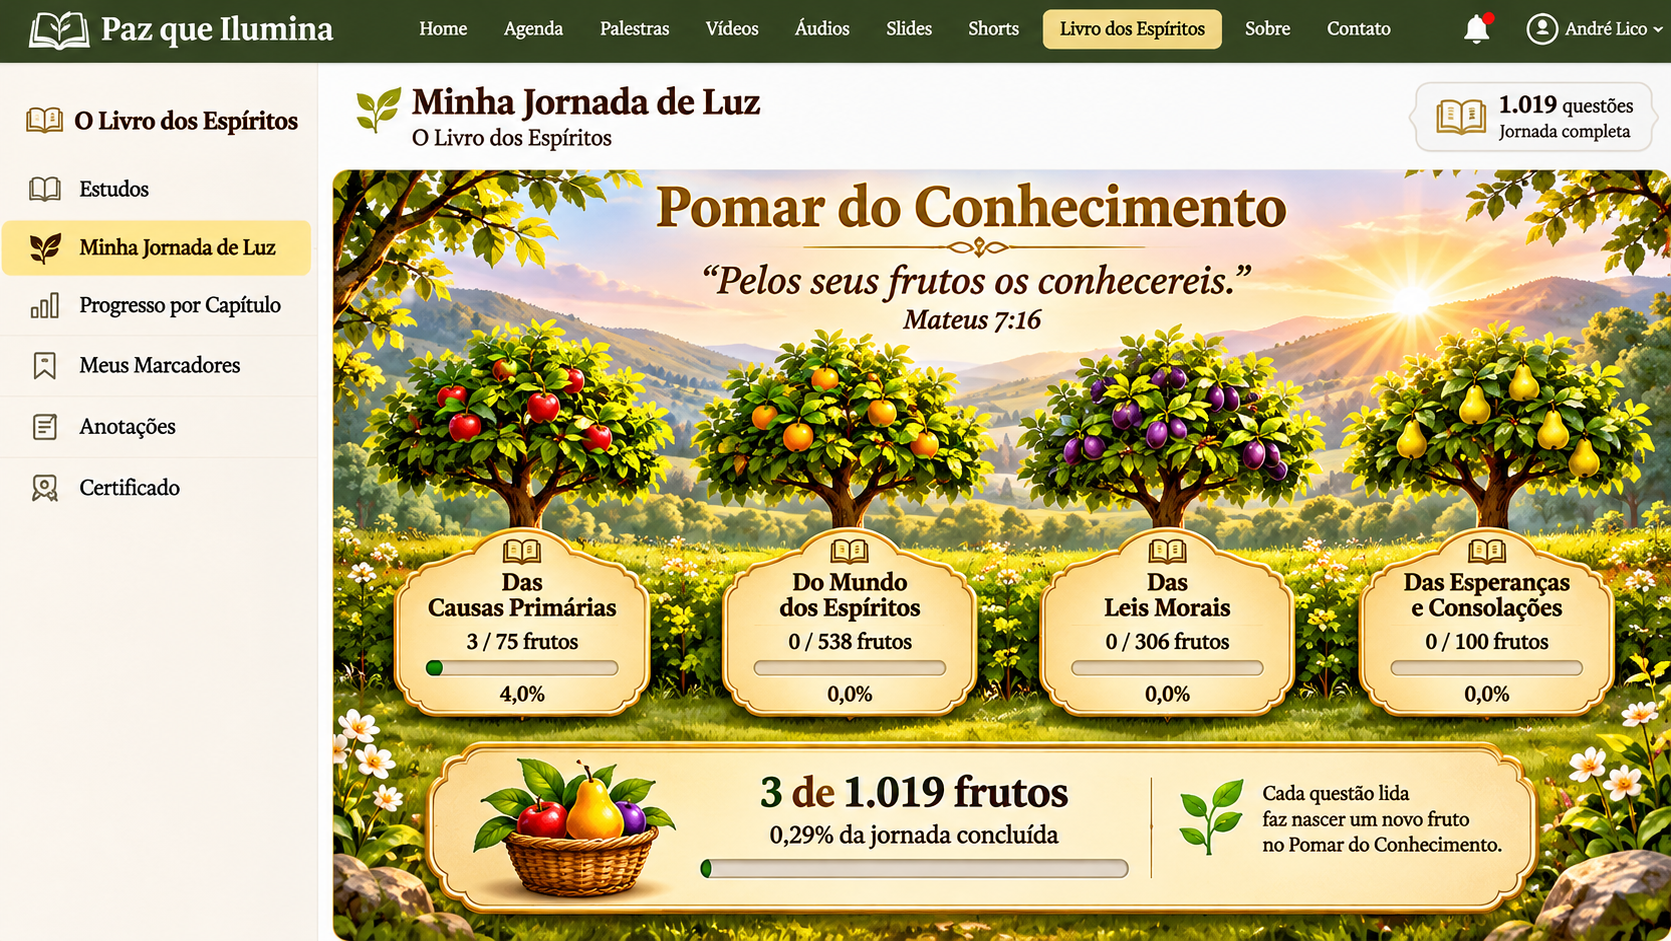 Paz que Ilumina
Home
Agenda
Palestras
Vídeos
Áudios
Slides
Shorts
Livro dos Espíritos
Sobre
Contato
André Lico
O Livro dos Espíritos
Estudos
Minha Jornada de Luz
Progresso por Capítulo
Meus Marcadores
Anotações
Certificado
Minha Jornada de Luz
O Livro dos Espíritos
1.019 questões
Jornada completa
Pomar do Conhecimento
“Pelos seus frutos os conhecereis.”
Mateus 7:16
Das
Causas Primárias
3 / 75 frutos
4,0%
Do Mundo
dos Espíritos
0 / 538 frutos
0,0%
Das
Leis Morais
0 / 306 frutos
0,0%
Das Esperanças
e Consolações
0 / 100 frutos
0,0%
3 de 1.019 frutos
0,29% da jornada concluída
Cada questão lida
faz nascer um novo fruto
no Pomar do Conhecimento.